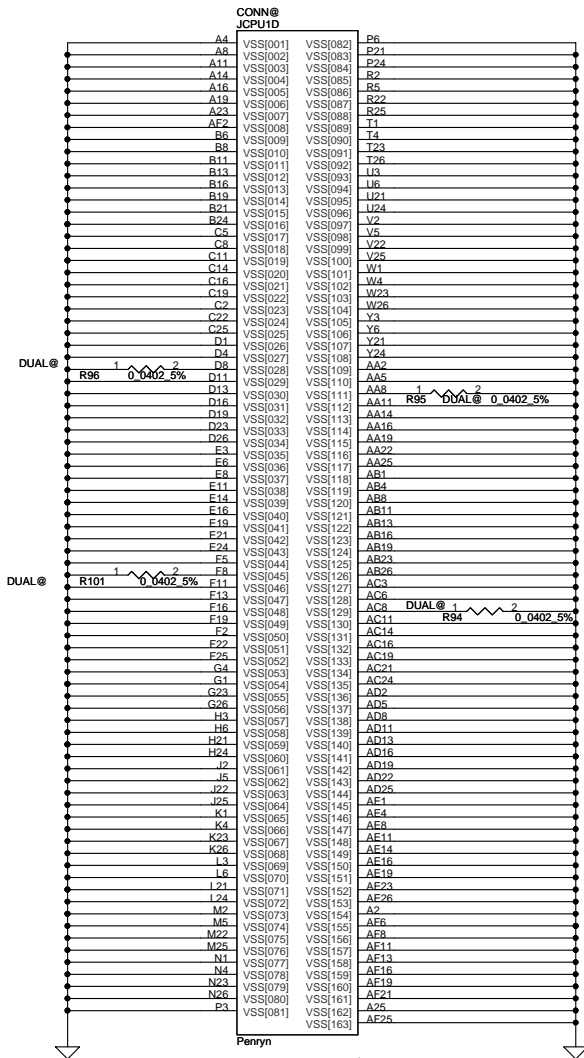 CONN@
JCPU1D
A4 VSS[001] VSS[082] P6
A8 VSS[002] VSS[083] P21
A11 VSS[003] VSS[084] P24
A14 VSS[004] VSS[085] R2
A16 VSS[005] VSS[086] R5
A19 VSS[006] VSS[087] R22
A23 VSS[007] VSS[088] R25
AF2 VSS[008] VSS[089] T1
B6 VSS[009] VSS[090] T4
B8 VSS[010] VSS[091] T23
B11 VSS[011] VSS[092] T26
B13 VSS[012] VSS[093] U3
B16 VSS[013] VSS[094] U6
B19 VSS[014] VSS[095] U21
B21 VSS[015] VSS[096] U24
B24 VSS[016] VSS[097] V2
C5 VSS[017] VSS[098] V5
C8 VSS[018] VSS[099] V22
C11 VSS[019] VSS[100] V25
C14 VSS[020] VSS[101] W1
C16 VSS[021] VSS[102] W4
C19 VSS[022] VSS[103] W23
C2 VSS[023] VSS[104] W26
C22 VSS[024] VSS[105] Y3
C25 VSS[025] VSS[106] Y6
D1 VSS[026] VSS[107] Y21
D4 VSS[027] VSS[108] Y24
DUAL@ 1 2 D8 VSS[028] VSS[109] AA2
R96 0_0402_5% D11 VSS[029] VSS[110] AA5
D13 VSS[030] VSS[111] AA8 1 2
D16 VSS[031] VSS[112] AA11 R95 DUAL@ 0_0402_5%
D19 VSS[032] VSS[113] AA14
D23 VSS[033] VSS[114] AA16
D26 VSS[034] VSS[115] AA19
E3 VSS[035] VSS[116] AA22
E6 VSS[036] VSS[117] AA25
E8 VSS[037] VSS[118] AB1
E11 VSS[038] VSS[119] AB4
E14 VSS[039] VSS[120] AB8
E16 VSS[040] VSS[121] AB11
E19 VSS[041] VSS[122] AB13
E21 VSS[042] VSS[123] AB16
E24 VSS[043] VSS[124] AB19
F5 VSS[044] VSS[125] AB23
DUAL@ 1 2 F8 VSS[045] VSS[126] AB26
R101 0_0402_5% F11 VSS[046] VSS[127] AC3
F13 VSS[047] VSS[128] AC6
F16 VSS[048] VSS[129] AC8 DUAL@ 1 2
F19 VSS[049] VSS[130] AC11 R94 0_0402_5%
F2 VSS[050] VSS[131] AC14
F22 VSS[051] VSS[132] AC16
F25 VSS[052] VSS[133] AC19
G4 VSS[053] VSS[134] AC21
G1 VSS[054] VSS[135] AC24
G23 VSS[055] VSS[136] AD2
G26 VSS[056] VSS[137] AD5
H3 VSS[057] VSS[138] AD8
H6 VSS[058] VSS[139] AD11
H21 VSS[059] VSS[140] AD13
H24 VSS[060] VSS[141] AD16
J2 VSS[061] VSS[142] AD19
J5 VSS[062] VSS[143] AD22
J22 VSS[063] VSS[144] AD25
J25 VSS[064] VSS[145] AE1
K1 VSS[065] VSS[146] AE4
K4 VSS[066] VSS[147] AE8
K23 VSS[067] VSS[148] AE11
K26 VSS[068] VSS[149] AE14
L3 VSS[069] VSS[150] AE16
L6 VSS[070] VSS[151] AE19
L21 VSS[071] VSS[152] AE23
L24 VSS[072] VSS[153] AE26
M2 VSS[073] VSS[154] A2
M5 VSS[074] VSS[155] AF6
M22 VSS[075] VSS[156] AF8
M25 VSS[076] VSS[157] AF11
N1 VSS[077] VSS[158] AF13
N4 VSS[078] VSS[159] AF16
N23 VSS[079] VSS[160] AF19
N26 VSS[080] VSS[161] AF21
P3 VSS[081] VSS[162] A25
VSS[163] AF25
Penryn